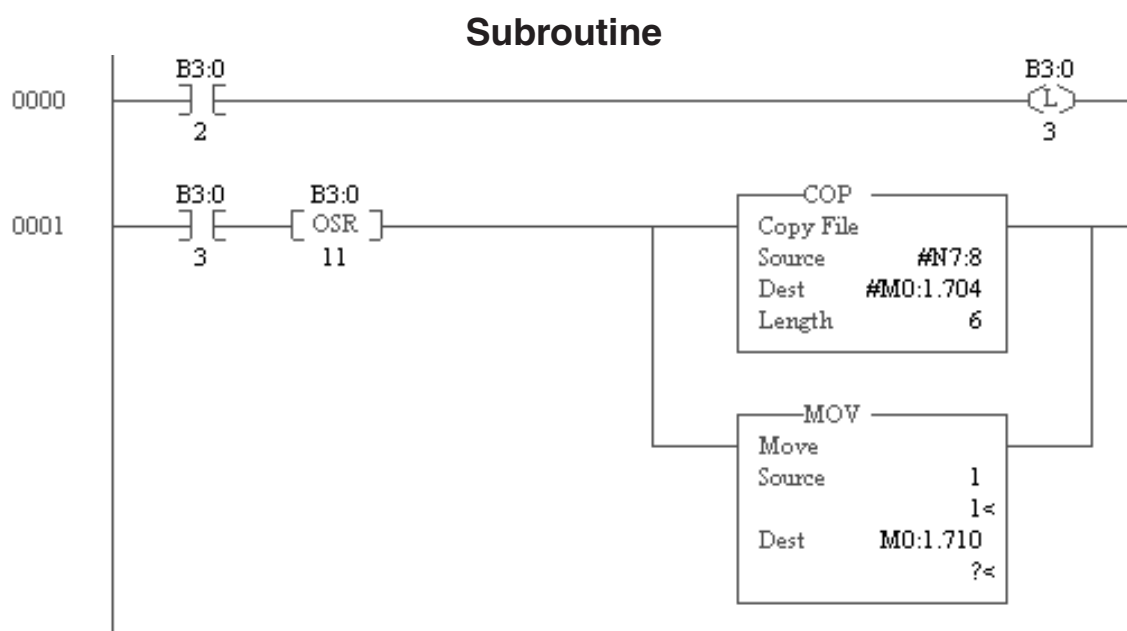 Subroutine
B3:0 B3:0
0000 L
2 3
B3:0 B3:0 COP
0001 OSR Copy File
3 11 Source #N7:8
Dest #M0:1.704
Length 6
MOV
Move
Source 1
1<
Dest M0:1.710
?<